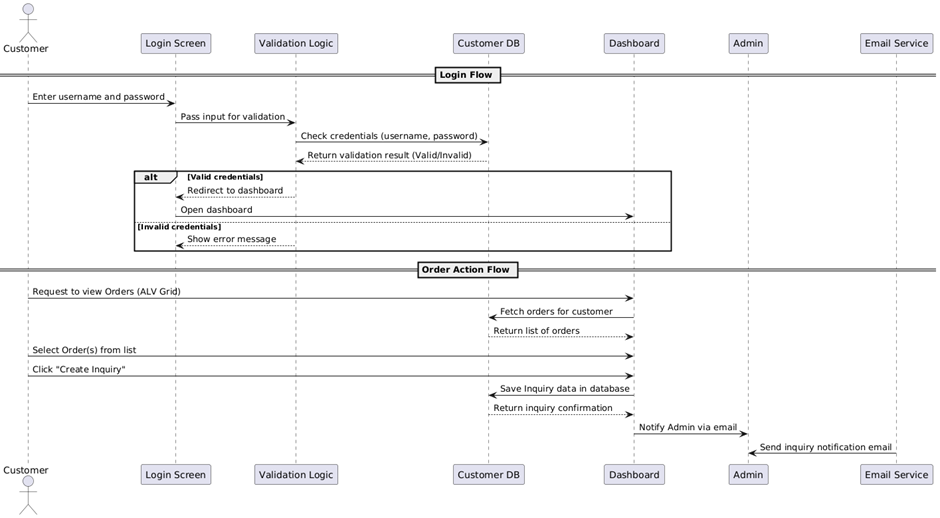 Customer
Login Screen
Validation Logic
Customer DB
Dashboard
Admin
Email Service
Login Flow
Enter username and password
Pass input for validation
Check credentials (username, password)
Return validation result (Valid/Invalid)
alt
[Valid credentials]
Redirect to dashboard
Open dashboard
[Invalid credentials]
Show error message
Order Action Flow
Request to view Orders (ALV Grid)
Fetch orders for customer
Return list of orders
Select Order(s) from list
Click "Create Inquiry"
Save Inquiry data in database
Return inquiry confirmation
Notify Admin via email
Send inquiry notification email
Customer
Login Screen
Validation Logic
Customer DB
Dashboard
Admin
Email Service